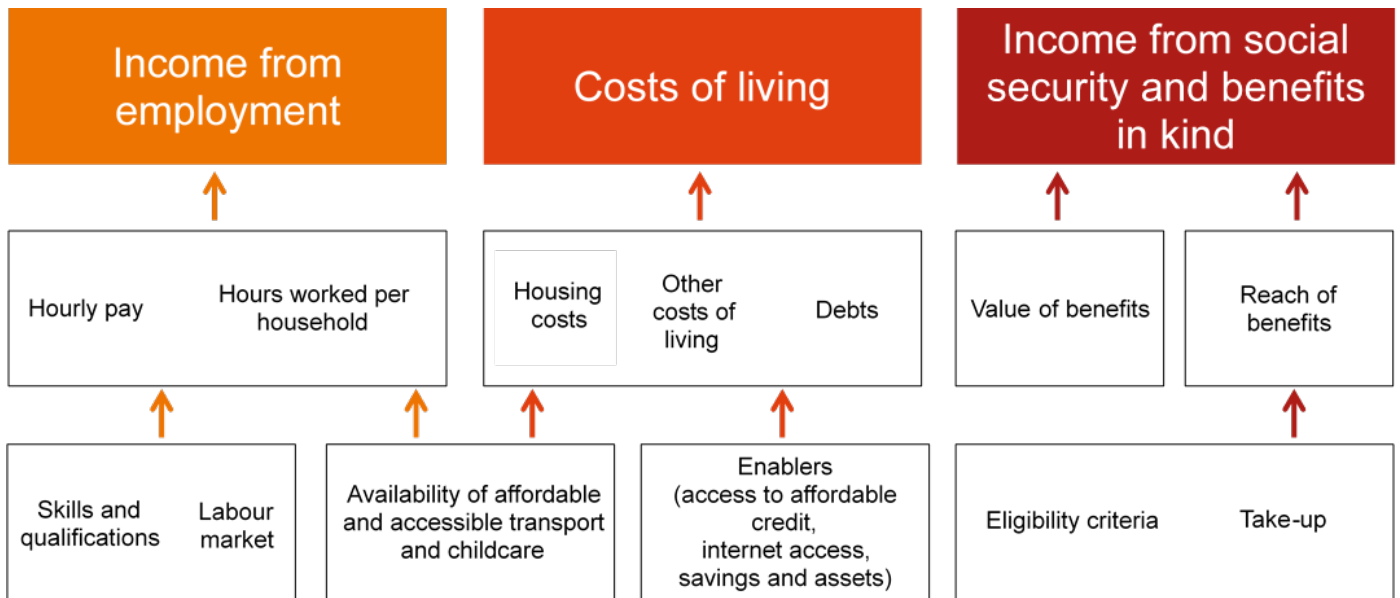 Income from
employment
Costs of living
Income from social
security and benefits
in kind
Hourly pay
Hours worked per
household
Housing
costs
Other
costs of
living
Debts
Value of benefits
Reach of
benefits
Skills and
qualifications
Labour
market
Availability of affordable
and accessible transport
and childcare
Enablers
(access to affordable
credit,
internet access,
savings and assets)
Eligibility criteria
Take-up